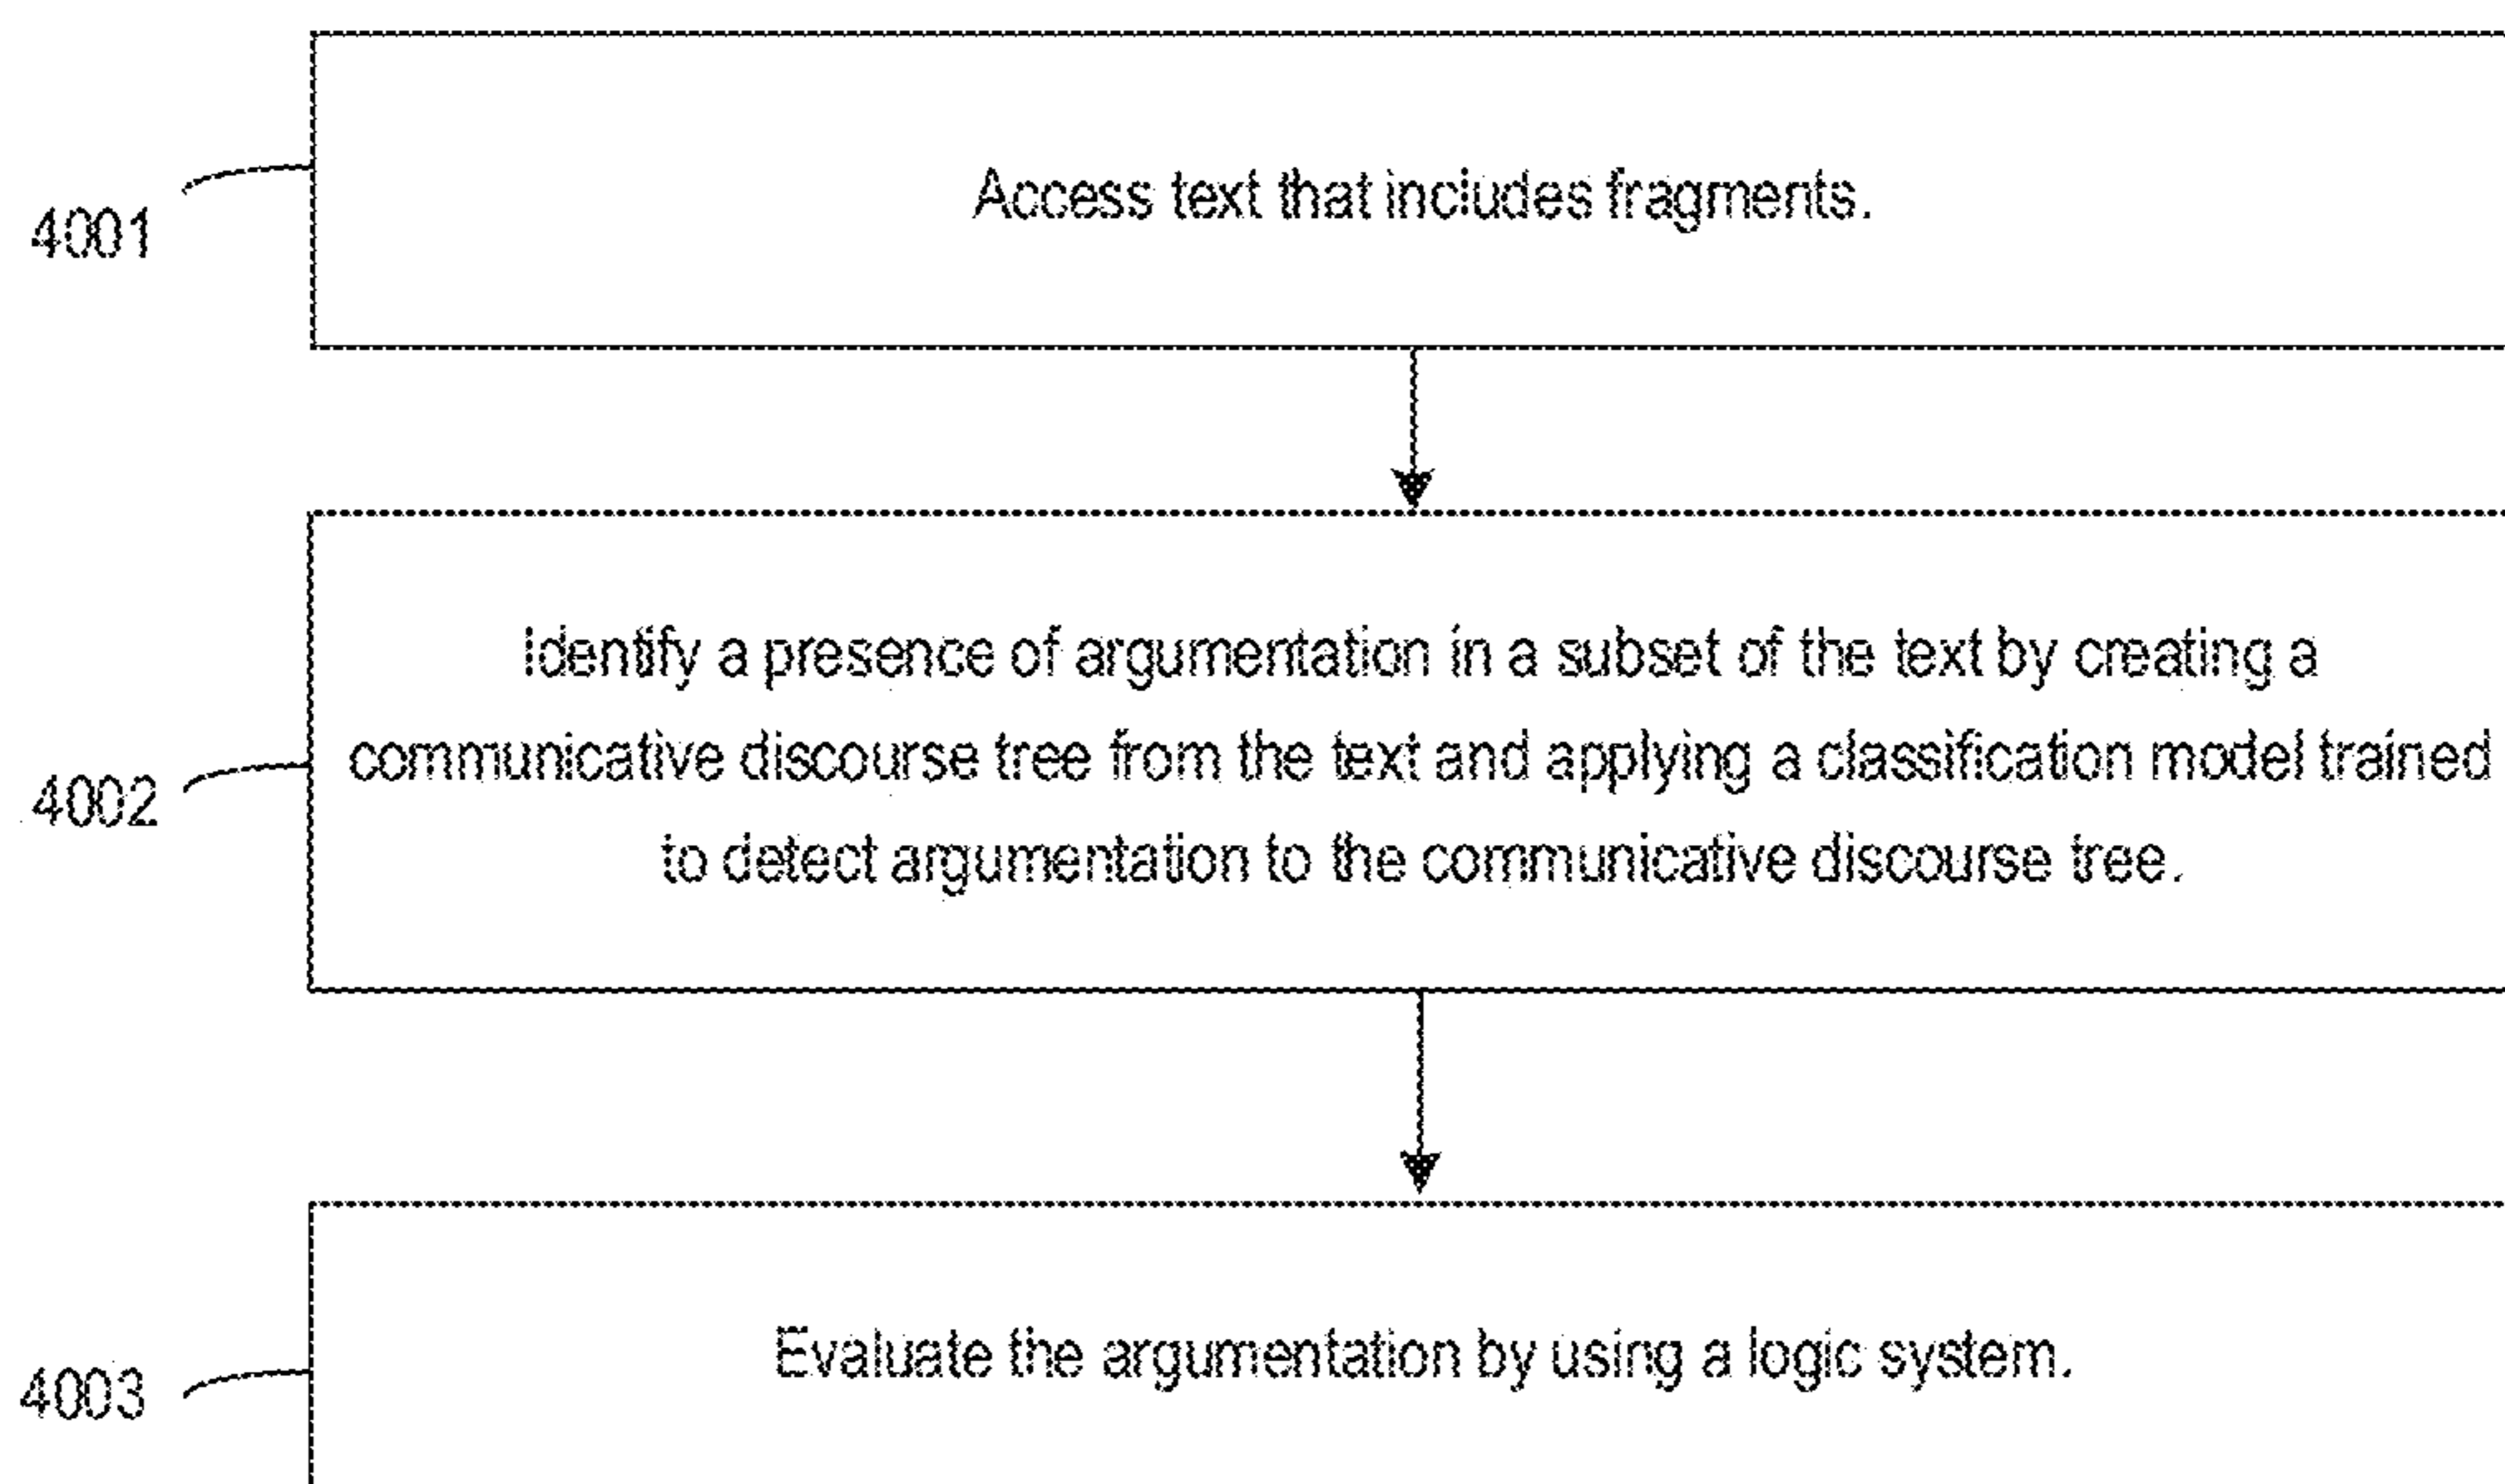 Access text that includes fragments.
4001
Identify a presence of argumentation in a subset of the text by creating a
communicative discourse tree from the text and applying a classification model trained
4002
to detect argumentation to the communicative discourse tree.
Evaluate the argumentation by using a logic system.
4003